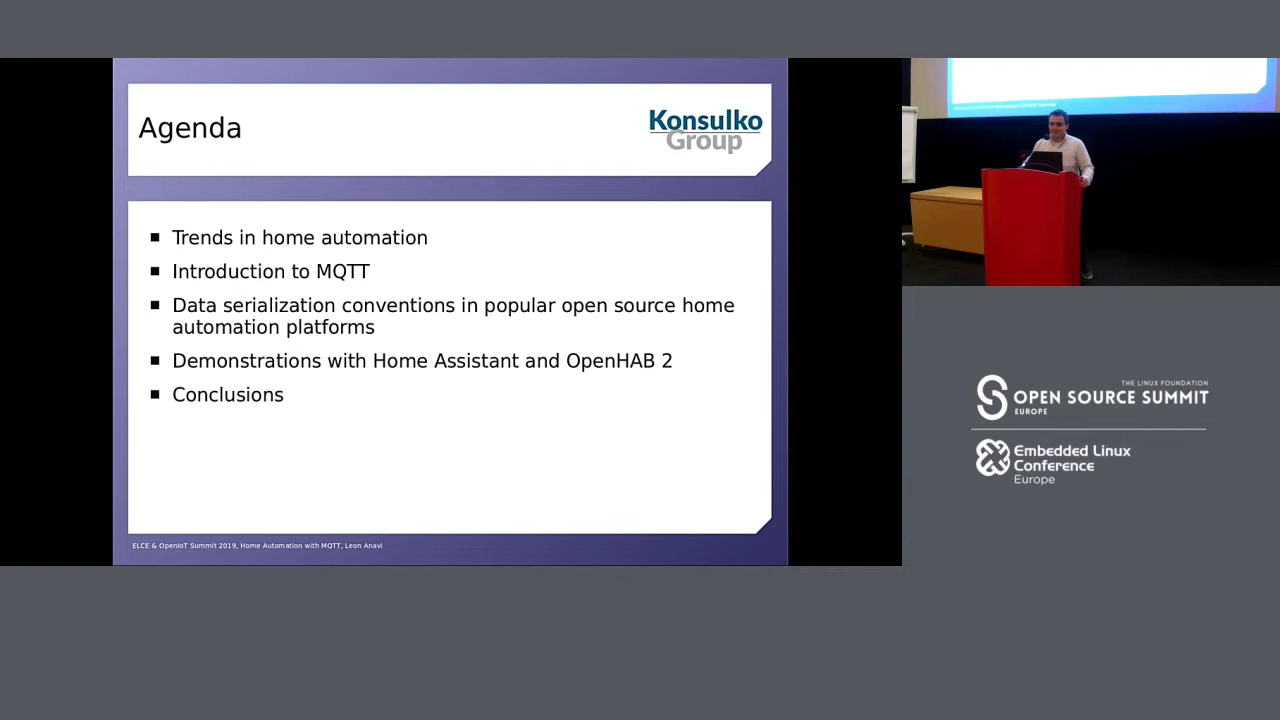 Agenda
Konsulko
Group
Trends in home automation
Introduction to MQTT
Data serialization conventions in popular open source home
automation platforms
Demonstrations with Home Assistant and OpenHAB 2
Conclusions
ELCE & OpenIoT Summit 2019, Home Automation with MQTT, Leon Anavi
THE LINUX FOUNDATION
OPEN SOURCE SUMMIT
EUROPE
Embedded Linux
Conference
Europe